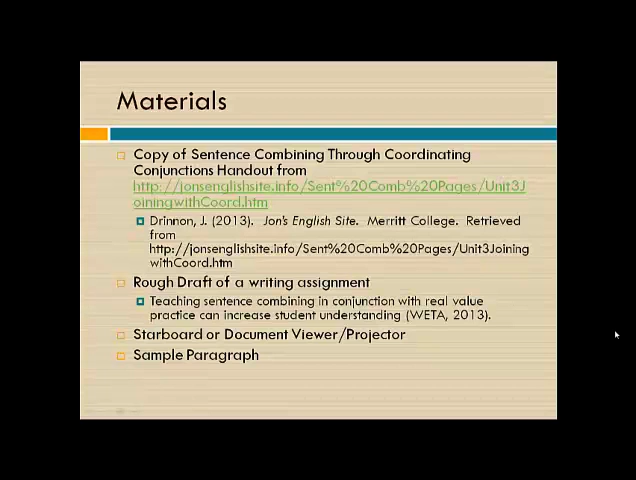 Materials
Copy of Sentence Combining Through Coordinating
Conjunctions Handout from
http://jonsenglishsite.info/Sent%20Comb%20Pages/Unit3J
oiningwithCoord.htm
Drinnon, J. (2013). Jon's English Site. Merritt College. Retrieved
from
http://jonsenglishsite.info/Sent%20Comb%20Pages/Unit3Joining
withCoord.htm
Rough Draft of a writing assignment
Teaching sentence combining in conjunction with real value
practice can increase student understanding (WETA, 2013).
Starboard or Document Viewer/Projector
Sample Paragraph